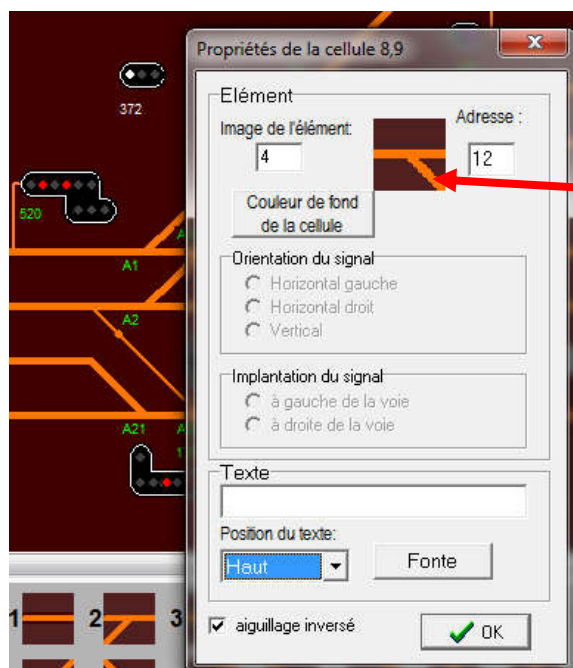 Propriétés de la cellule 8,9
Elément
Image de l'élément:
4
Adresse :
12
Couleur de fond
de la cellule
Orientation du signal
Horizontal gauche
Horizontal droit
Vertical
Implantation du signal
à gauche de la voie
à droite de la voie
Texte
Position du texte:
Haut
Fonte
aiguillage inversé
OK
372
520
A1
A2
A21
1
2
3